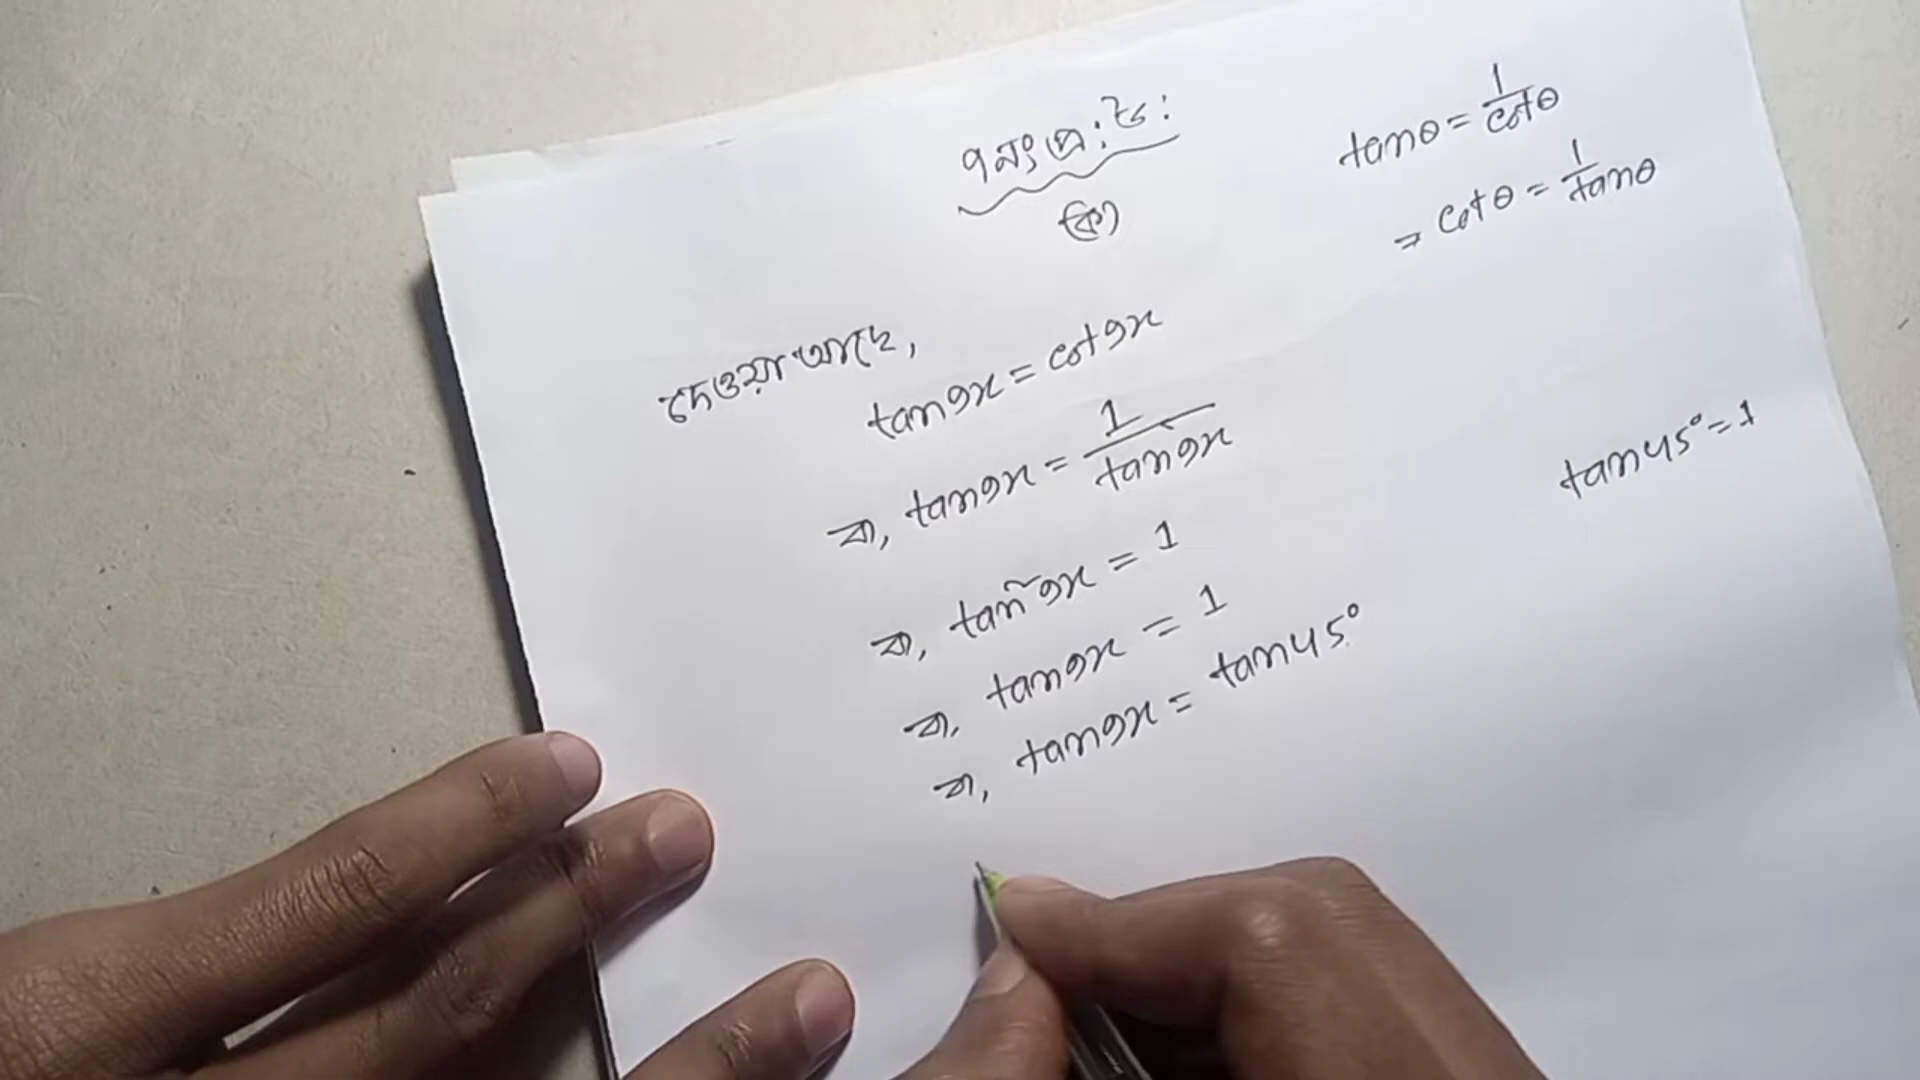 ৭নং প্র: উ:
(ক)
tanθ = 1/cotθ
⇒ cotθ = 1/tanθ
দেওয়া আছে,
tan9x = cot9x
বা, tan9x = 1/tan9x
বা, tan²9x = 1
বা, tan9x = 1
বা, tan9x = tan45°
tan45° = 1